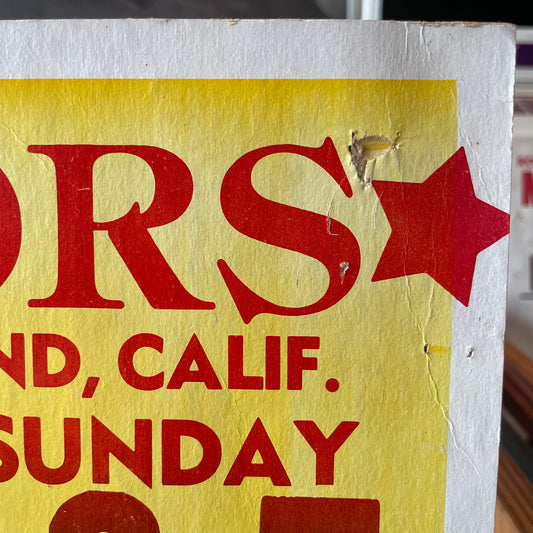 ORS
ND, CALIF.
SUNDAY